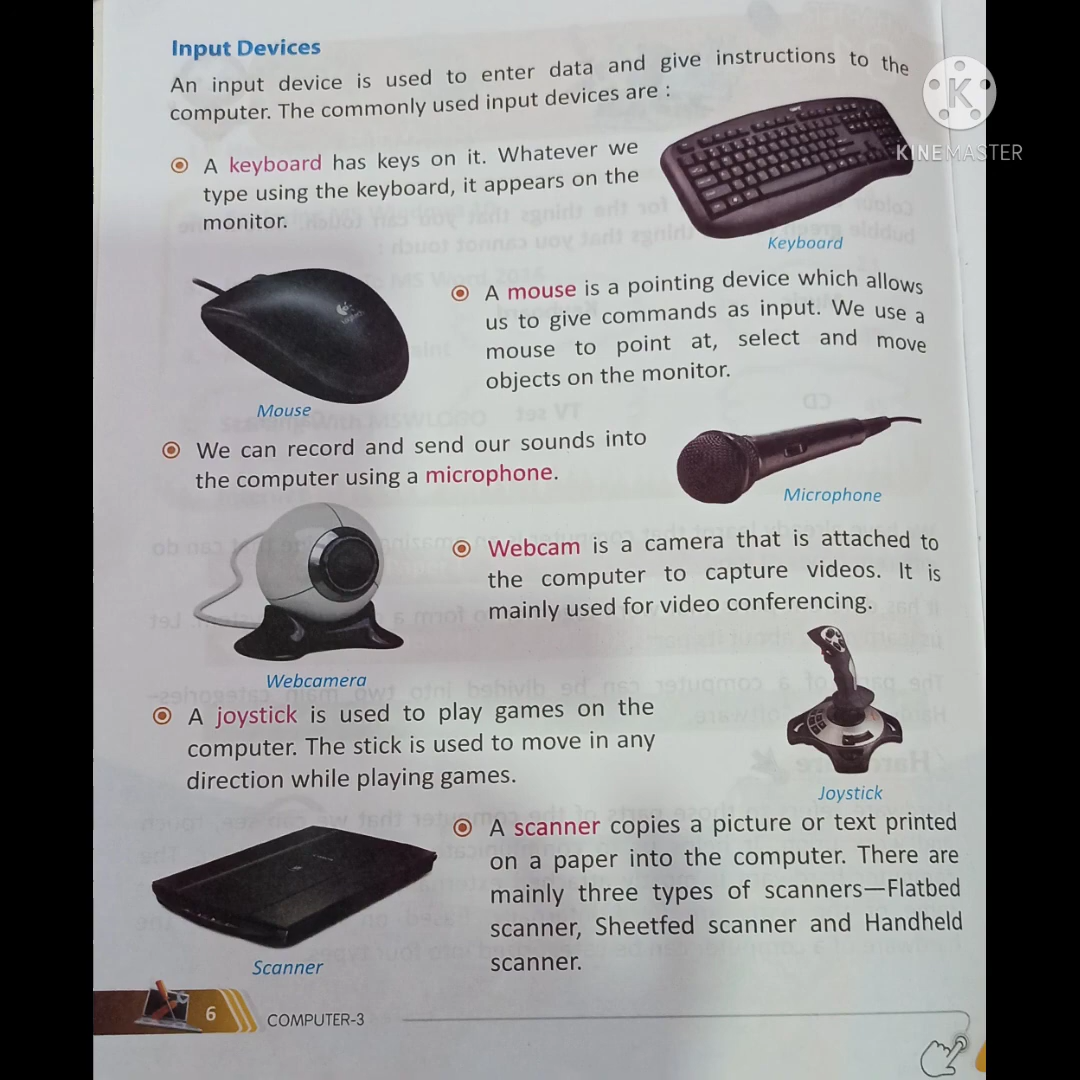 Input Devices
An input device is used to enter data and give instructions to the
computer. The commonly used input devices are :
A keyboard has keys on it. Whatever we
type using the keyboard, it appears on the
monitor.
Keyboard
K
KINEMASTER
A mouse is a pointing device which allows
us to give commands as input. We use a
mouse to point at, select and move
objects on the monitor.
Mouse
We can record and send our sounds into
the computer using a microphone.
Microphone
Webcam is a camera that is attached to
the computer to capture videos. It is
mainly used for video conferencing.
Webcamera
A joystick is used to play games on the
computer. The stick is used to move in any
direction while playing games.
Joystick
A scanner copies a picture or text printed
on a paper into the computer. There are
mainly three types of scanners—Flatbed
scanner, Sheetfed scanner and Handheld
scanner.
Scanner
6
COMPUTER-3